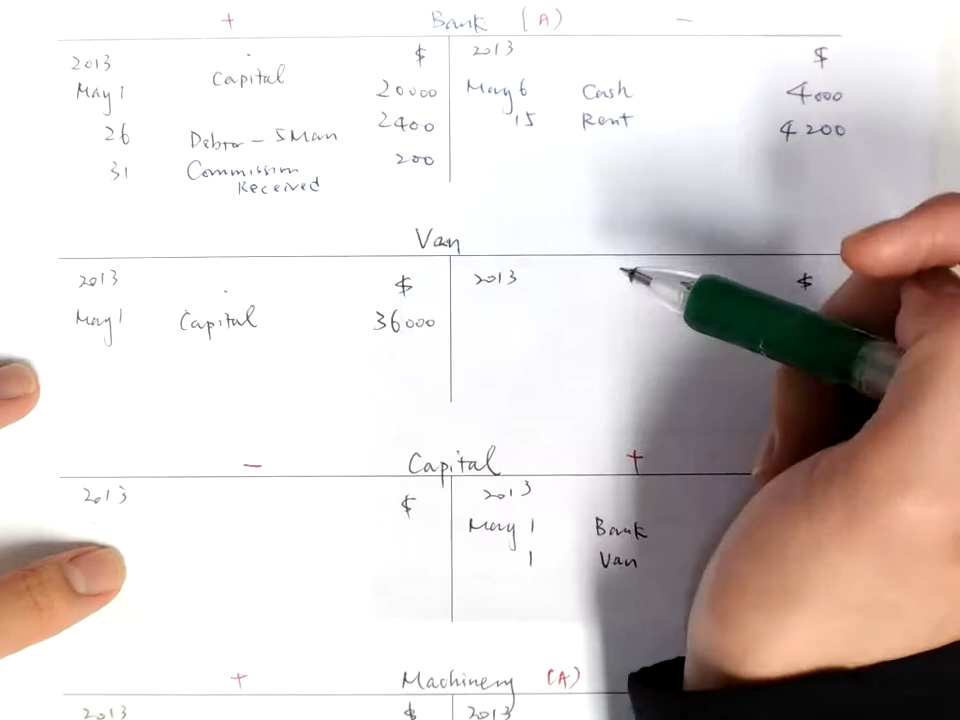 + Bank (A) -
2013 $ 2013 $
May 1 Capital 20000 May 6 Cash 4000
26 Debtor - S Man 2400 15 Rent 4200
31 Commission Received 200
Van
2013 $ 2013 $
May 1 Capital 36000
- Capital +
2013 $ 2013
May 1 Bank
1 Van
+ Machinery (A)
2013 $ 2013